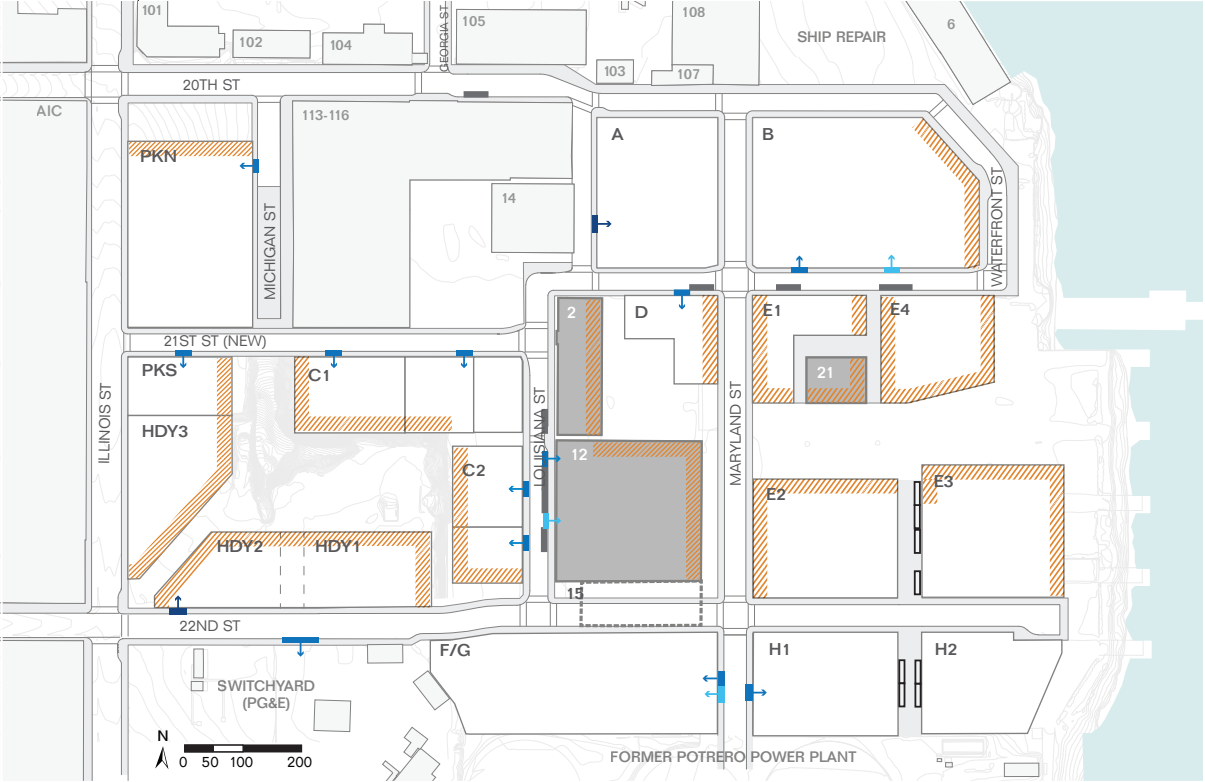 101
102
104
GEORGIA ST
105
108
103
107
SHIP REPAIR
6
20TH ST
AIC
PKN
113-116
14
A
B
MICHIGAN ST
WATERFRONT ST
21ST ST (NEW)
2
D
E1
E4
21
PKS
C1
ILLINOIS ST
LOUISIANA ST
MARYLAND ST
HDY3
C2
12
E2
E3
HDY2
HDY1
15
22ND ST
F/G
H1
H2
SWITCHYARD
(PG&E)
N
0 50 100 200
FORMER POTRERO POWER PLANT